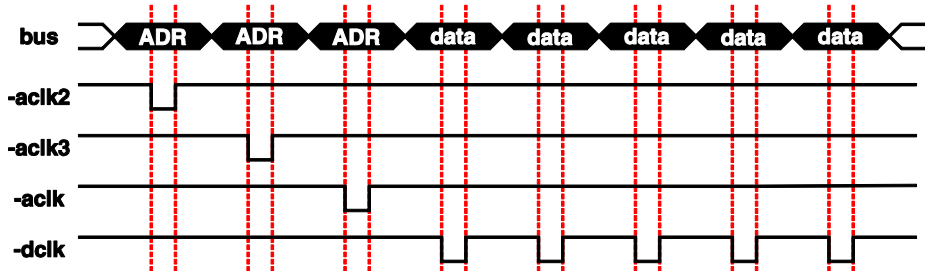 bus ADR ADR ADR data data data data data
-aclk2
-aclk3
-aclk
-dclk